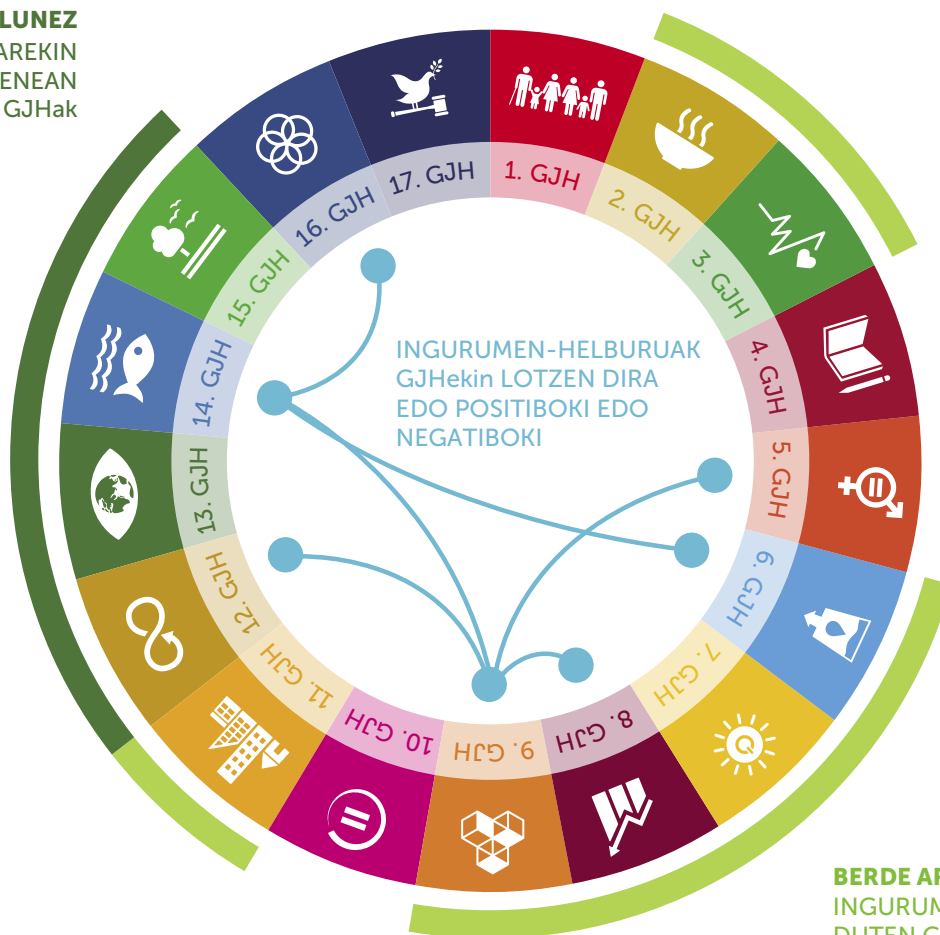 LUNEZ
AREKIN
ENEAN
GJHak
1. GJH
2. GJH
3. GJH
4. GJH
5. GJH
6. GJH
7. GJH
8. GJH
9. GJH
10. GJH
11. GJH
12. GJH
13. GJH
14. GJH
15. GJH
16. GJH
17. GJH
INGURUMEN-HELBURUAK
GJHekin LOTZEN DIRA
EDO POSITIBOKI EDO
NEGATIBOKI
BERDE AR
INGURUM
DUTEN G